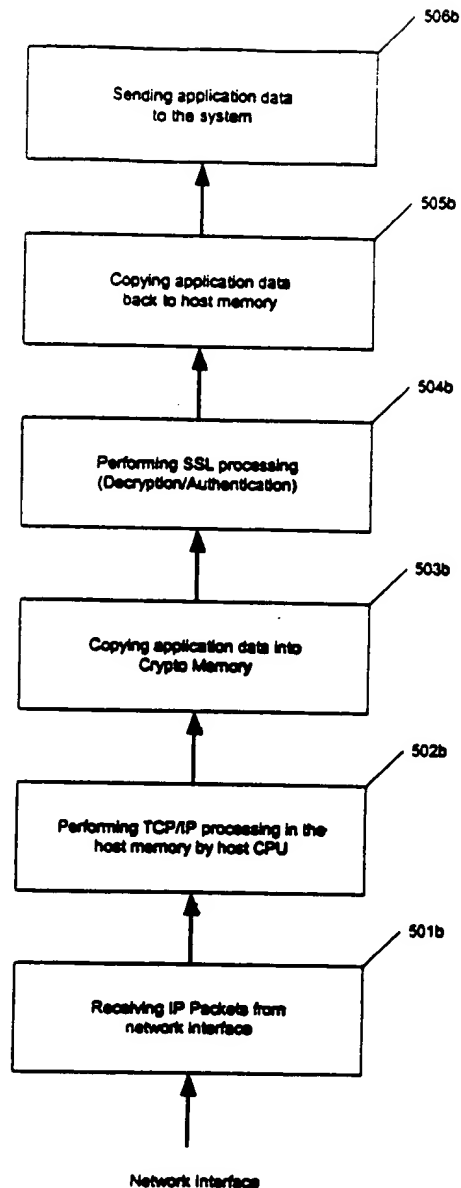 506b
Sending application data
to the system
505b
Copying application data
back to host memory
504b
Performing SSL processing
(Decryption/Authentication)
503b
Copying application data into
Crypto Memory
502b
Performing TCP/IP processing in the
host memory by host CPU
501b
Receiving IP Packets from
network interface
Network Interface